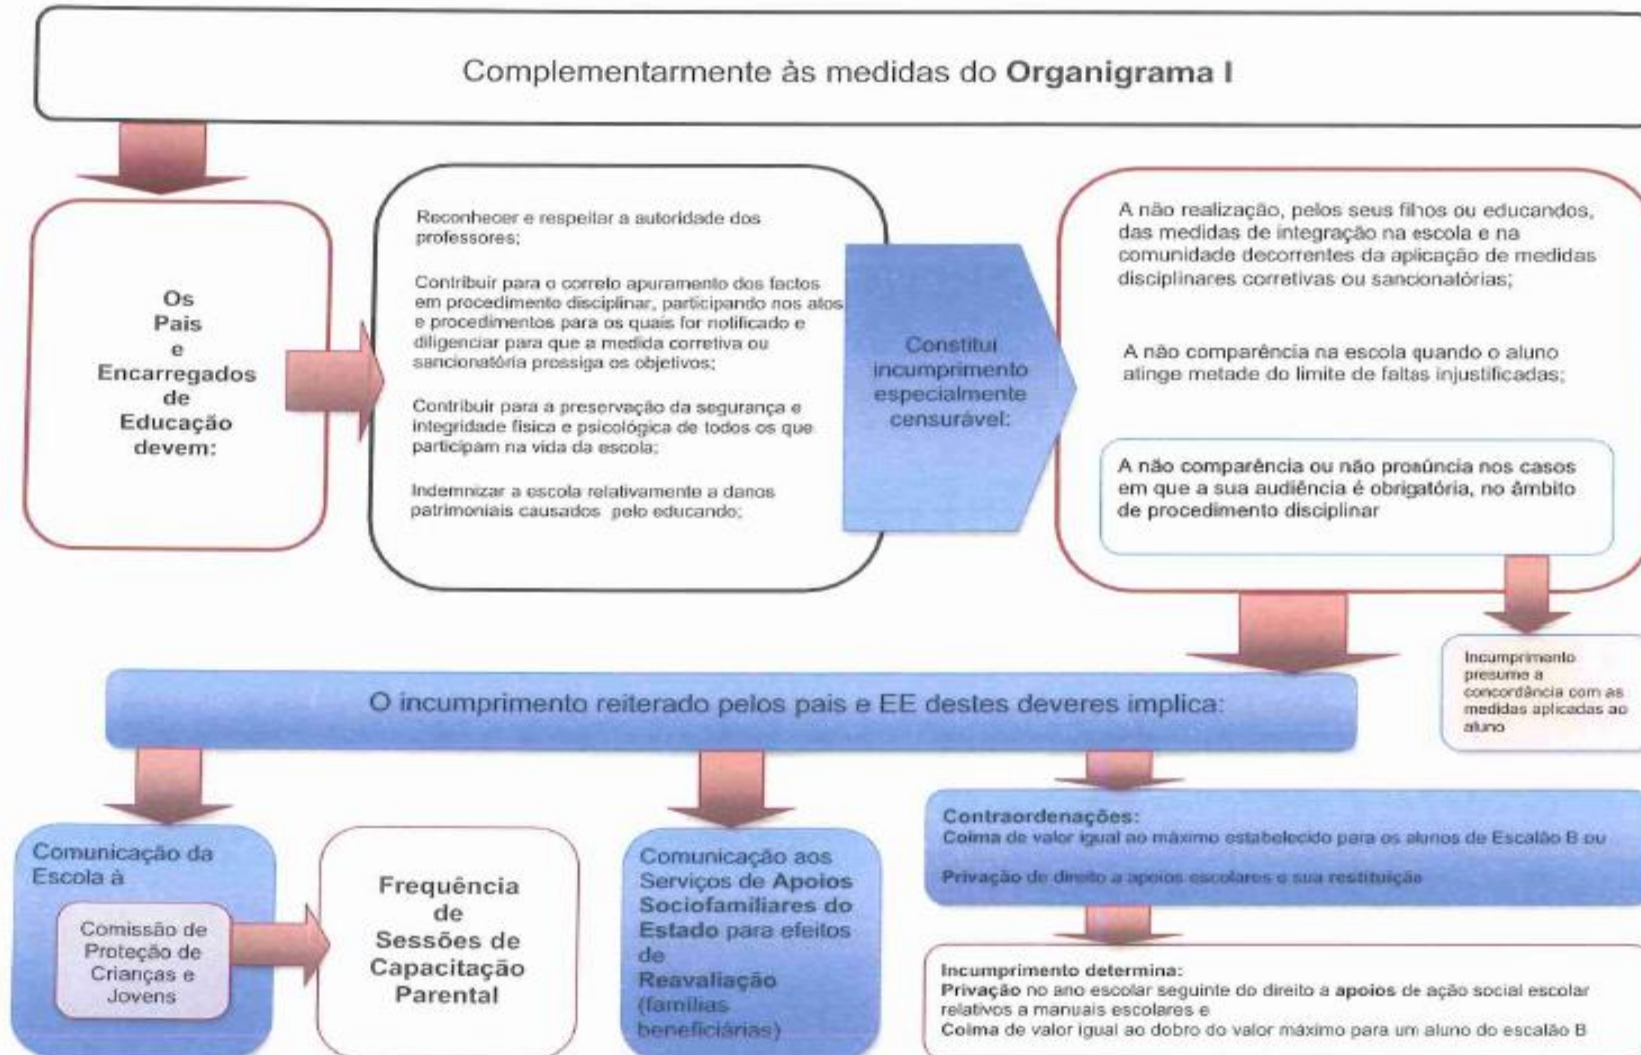 Complementarmente às medidas do Organigrama I
Os
Pais
e
Encarregados
de
Educação
devem:
Reconhecer e respeitar a autoridade dos
professores;
Contribuir para o correto apuramento dos factos
em procedimento disciplinar, participando nos atos
e procedimentos para os quais for notificado e
diligenciar para que a medida corretiva ou
sancionatória prossiga os objetivos;
Contribuir para a preservação da segurança e
integridade física e psicológica de todos os que
participam na vida da escola;
Indemnizar a escola relativamente a danos
patrimoniais causados pelo educando;
Constitui
incumprimento
especialmente
censurável:
A não realização, pelos seus filhos ou educandos,
das medidas de integração na escola e na
comunidade decorrentes da aplicação de medidas
disciplinares corretivas ou sancionatórias;
A não comparência na escola quando o aluno
atinge metade do limite de faltas injustificadas;
A não comparência ou não pronúncia nos casos
em que a sua audiência é obrigatória, no âmbito
de procedimento disciplinar
Incumprimento
presume a
concordância com as
medidas aplicadas ao
aluno
O incumprimento reiterado pelos pais e EE destes deveres implica:
Comunicação da
Escola à
Comissão de
Proteção de
Crianças e
Jovens
Frequência
de
Sessões de
Capacitação
Parental
Comunicação aos
Serviços de Apoios
Sociofamiliares do
Estado para efeitos
de
Reavaliação
(famílias
beneficiárias)
Contraordenações:
Coima de valor igual ao máximo estabelecido para os alunos de Escalão B ou
Privação de direito a apoios escolares e sua restituição
Incumprimento determina:
Privação no ano escolar seguinte do direito a apoios de ação social escolar
relativos a manuais escolares e
Coima de valor igual ao dobro do valor máximo para um aluno do escalão B